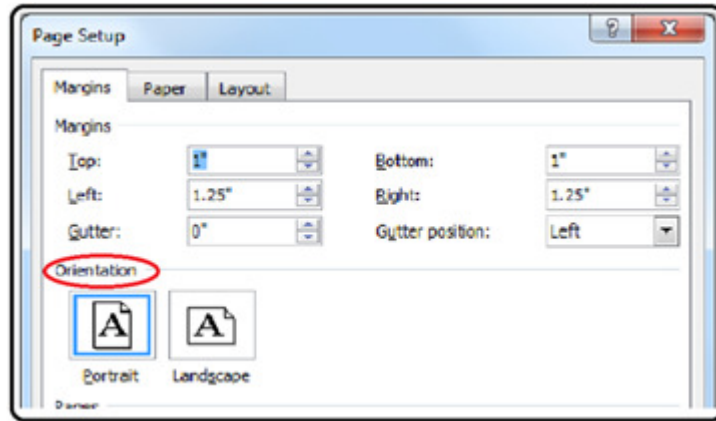 Page Setup
Margins Paper Layout
Margins
Top: 1" Bottom: 1"
Left: 1.25" Right: 1.25"
Gutter: 0" Gutter position: Left
Orientation
A A
Portrait Landscape
Pages